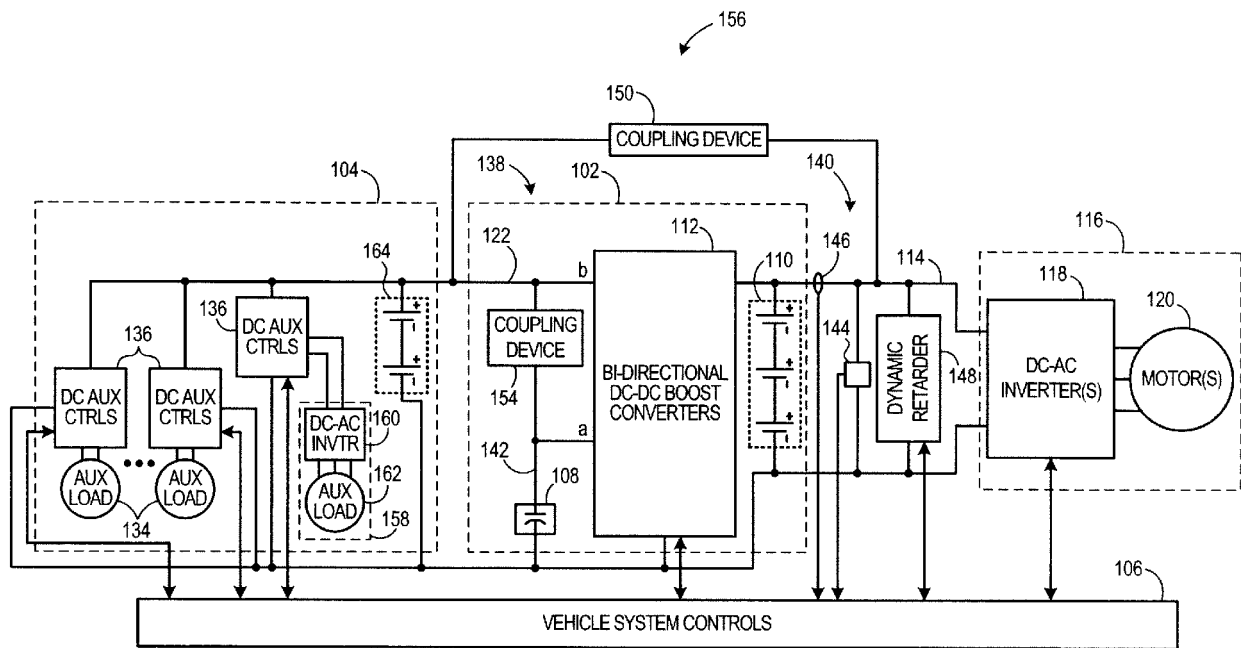 156
150
COUPLING DEVICE
104
138
102
140
116
112
146
114
164
122
b
110
118
120
136
DC AUX
CTRLS
COUPLING
DEVICE
154
BI-DIRECTIONAL
DC-DC BOOST
CONVERTERS
144
DYNAMIC
RETARDER
148
DC-AC
INVERTER(S)
MOTOR(S)
136
DC AUX
CTRLS
DC AUX
CTRLS
DC-AC
INVTR
160
a
142
108
AUX
LOAD
AUX
LOAD
134
AUX
LOAD
162
158
106
VEHICLE SYSTEM CONTROLS